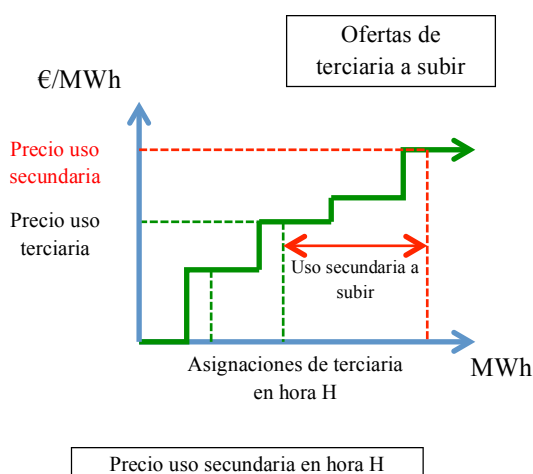 Ofertas de
terciaria a subir
€/MWh
Precio uso
secundaria
Precio uso
terciaria
Uso secundaria a
subir
Asignaciones de terciaria
en hora H
MWh
Precio uso secundaria en hora H